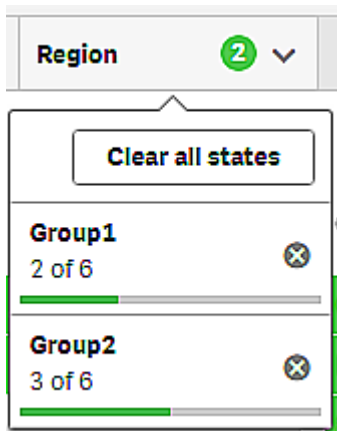 Region 2
Clear all states
Group1
2 of 6
Group2
3 of 6